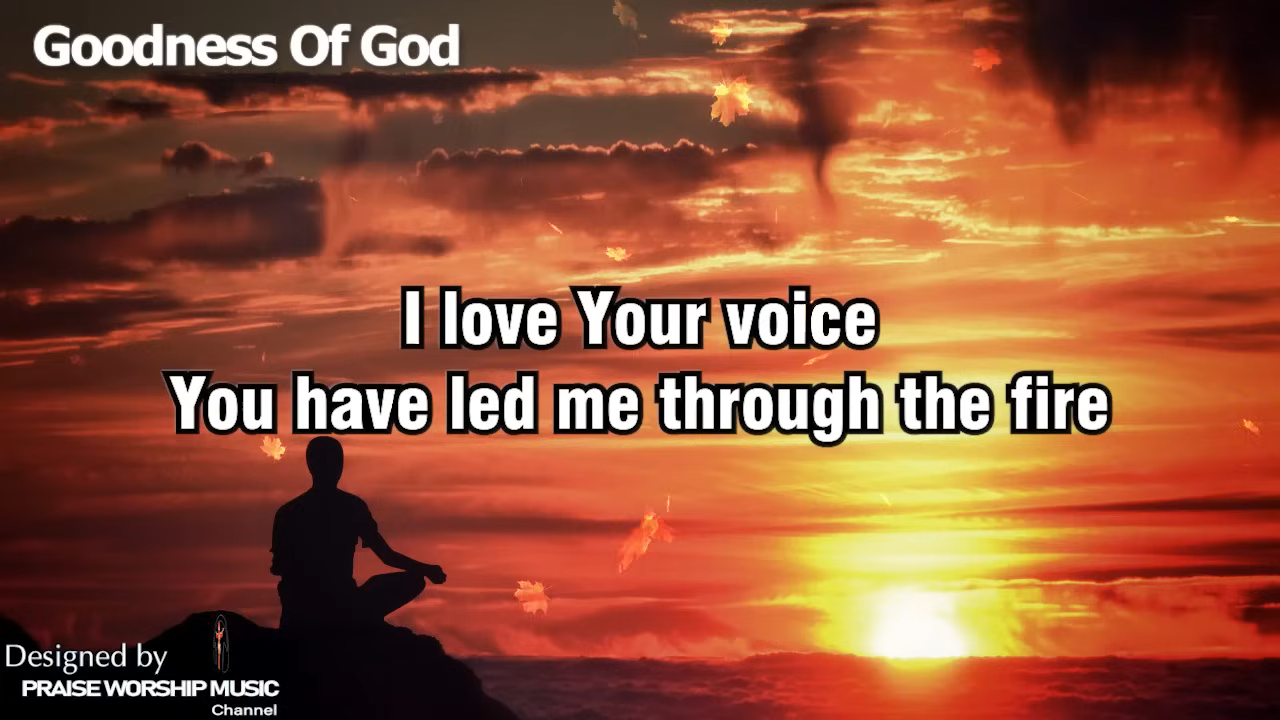 Goodness Of God
I love Your voice
You have led me through the fire
Designed by
PRAISE WORSHIP MUSIC
Channel